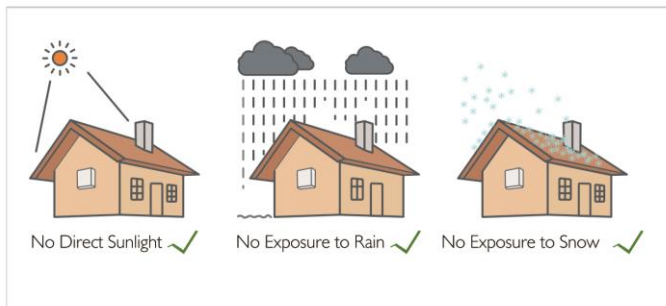 No Direct Sunlight
No Exposure to Rain
No Exposure to Snow